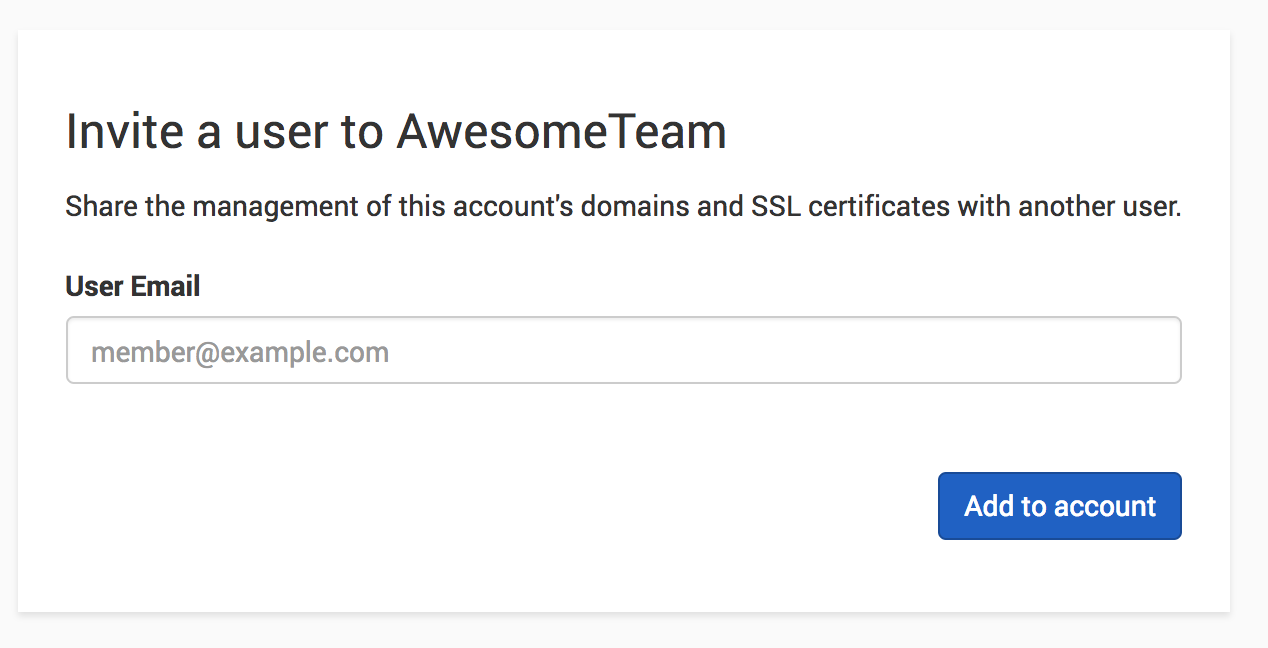 Invite a user to AwesomeTeam
Share the management of this account's domains and SSL certificates with another user.
User Email
member@example.com
Add to account